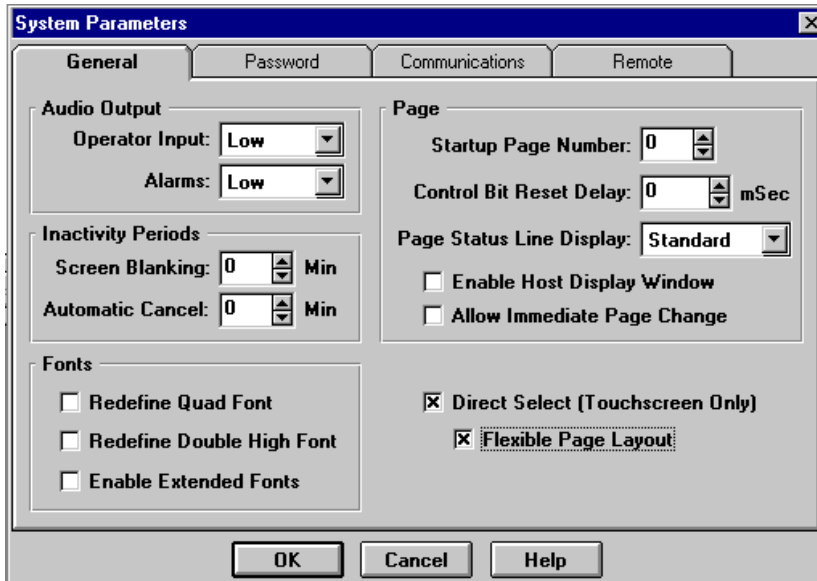 System Parameters
General Password Communications Remote
Audio Output
Operator Input: Low
Alarms: Low
Inactivity Periods
Screen Blanking: 0 Min
Automatic Cancel: 0 Min
Fonts
Redefine Quad Font
Redefine Double High Font
Enable Extended Fonts
Page
Startup Page Number: 0
Control Bit Reset Delay: 0 mSec
Page Status Line Display: Standard
Enable Host Display Window
Allow Immediate Page Change
Direct Select (Touchscreen Only)
Flexible Page Layout
OK Cancel Help